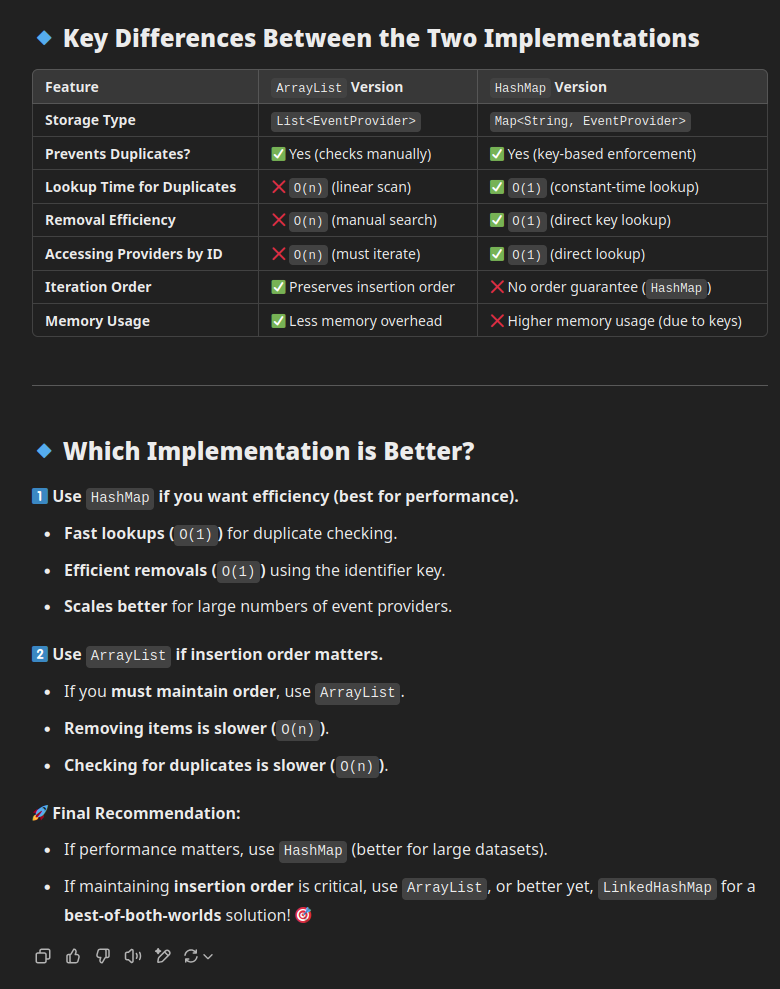 🔹 Key Differences Between the Two Implementations
Feature ArrayList Version HashMap Version
Storage Type List<EventProvider> Map<String, EventProvider>
Prevents Duplicates? ✅ Yes (checks manually) ✅ Yes (key-based enforcement)
Lookup Time for Duplicates ❌ O(n) (linear scan) ✅ O(1) (constant-time lookup)
Removal Efficiency ❌ O(n) (manual search) ✅ O(1) (direct key lookup)
Accessing Providers by ID ❌ O(n) (must iterate) ✅ O(1) (direct lookup)
Iteration Order ✅ Preserves insertion order ❌ No order guarantee (HashMap)
Memory Usage ✅ Less memory overhead ❌ Higher memory usage (due to keys)
🔹 Which Implementation is Better?
1️⃣ Use HashMap if you want efficiency (best for performance).
• Fast lookups (O(1)) for duplicate checking.
• Efficient removals (O(1)) using the identifier key.
• Scales better for large numbers of event providers.
2️⃣ Use ArrayList if insertion order matters.
• If you must maintain order, use ArrayList.
• Removing items is slower (O(n)).
• Checking for duplicates is slower (O(n)).
🚀 Final Recommendation:
• If performance matters, use HashMap (better for large datasets).
• If maintaining insertion order is critical, use ArrayList, or better yet, LinkedHashMap for a
best-of-both-worlds solution! 🎯